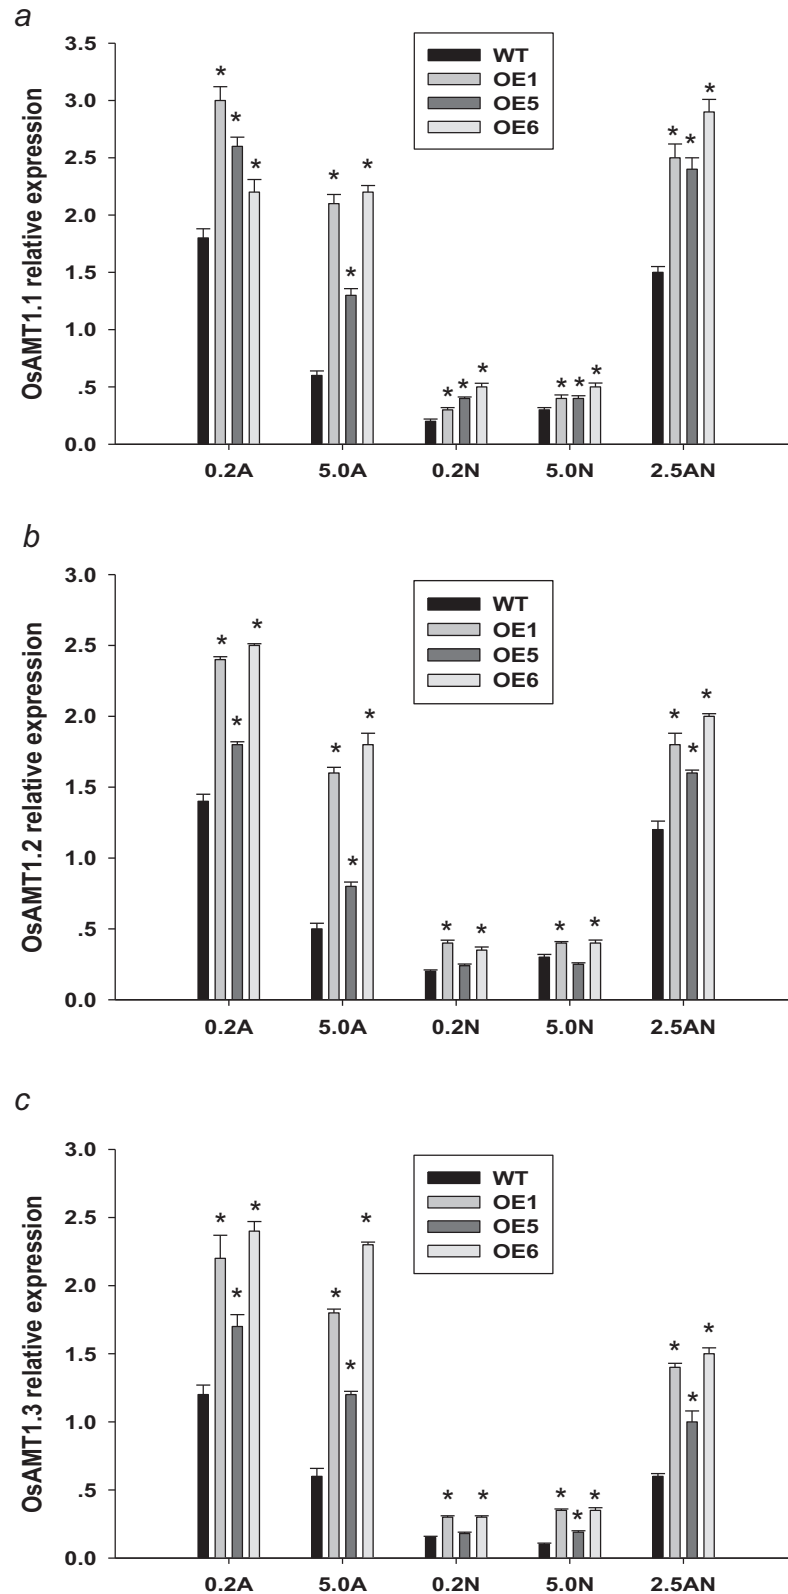 a
OsAMT1.1 relative expression
3.5
3.0
2.5
2.0
1.5
1.0
.5
0.0
WT
OE1
OE5
OE6
* * * * * * * * * * * * * * *
0.2A 5.0A 0.2N 5.0N 2.5AN
b
OsAMT1.2 relative expression
3.0
2.5
2.0
1.5
1.0
.5
0.0
WT
OE1
OE5
OE6
* * * * * * * * * * * * *
0.2A 5.0A 0.2N 5.0N 2.5AN
c
OsAMT1.3 relative expression
3.0
2.5
2.0
1.5
1.0
.5
0.0
WT
OE1
OE5
OE6
* * * * * * * * * * * * * *
0.2A 5.0A 0.2N 5.0N 2.5AN